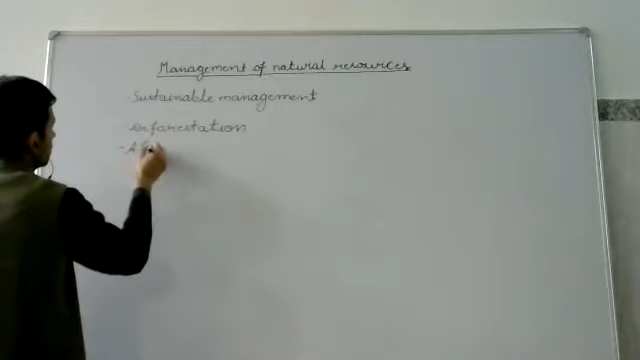 Management of natural resources
Sustainable management
Deforestation
- A